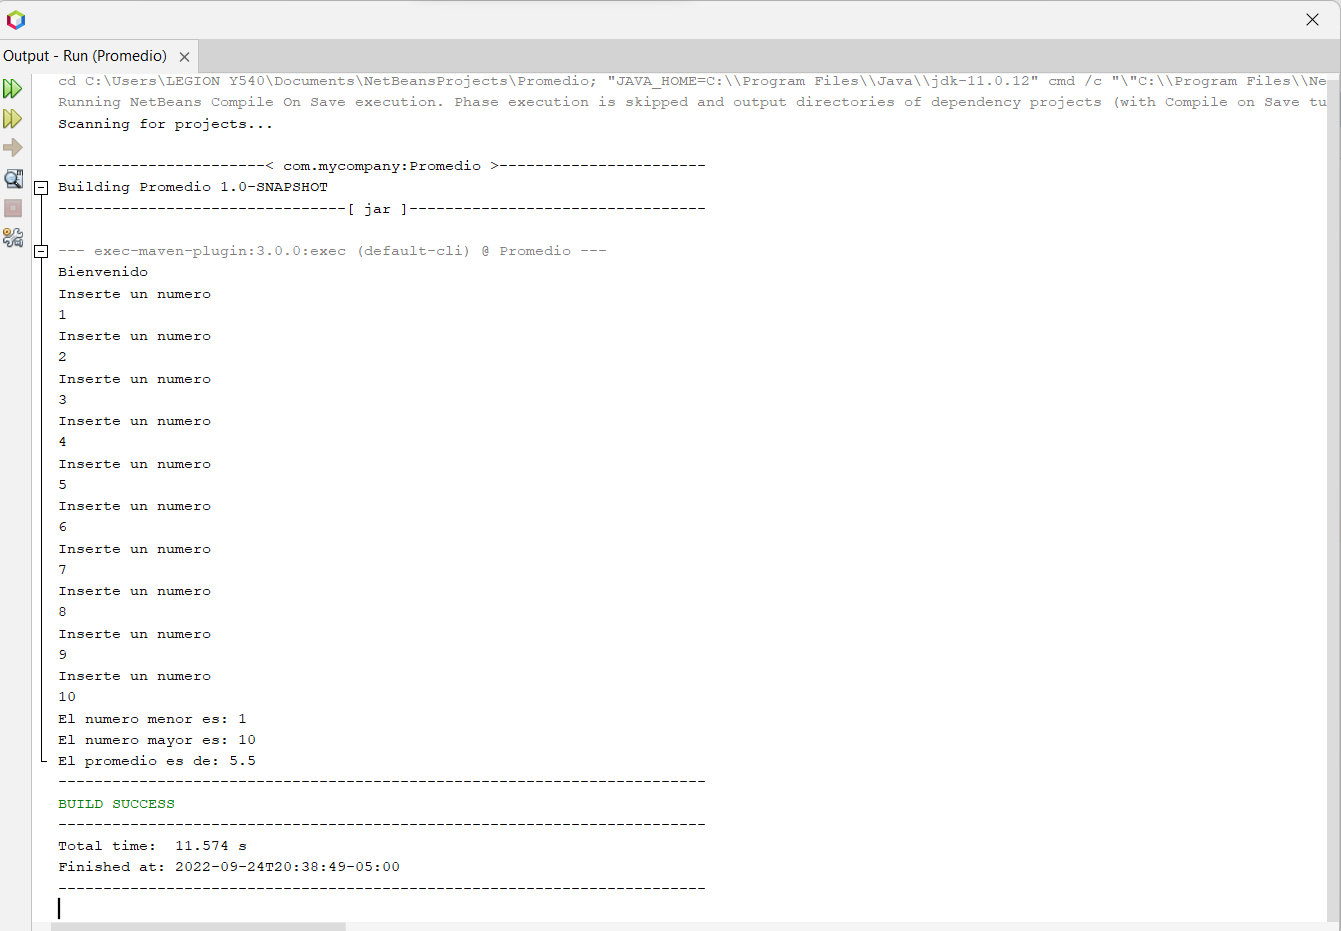 Output - Run (Promedio)
cd C:\Users\LEGION Y540\Documents\NetBeansProjects\Promedio; "JAVA_HOME=C:\\Program Files\\Java\\jdk-11.0.12" cmd /c "\"C:\\Program Files\\Ne
Running NetBeans Compile On Save execution. Phase execution is skipped and output directories of dependency projects (with Compile on Save tu
Scanning for projects...
-----------------------< com.mycompany:Promedio >-----------------------
Building Promedio 1.0-SNAPSHOT
--------------------------------[ jar ]---------------------------------
--- exec-maven-plugin:3.0.0:exec (default-cli) @ Promedio ---
Bienvenido
Inserte un numero
1
Inserte un numero
2
Inserte un numero
3
Inserte un numero
4
Inserte un numero
5
Inserte un numero
6
Inserte un numero
7
Inserte un numero
8
Inserte un numero
9
Inserte un numero
10
El numero menor es: 1
El numero mayor es: 10
El promedio es de: 5.5
------------------------------------------------------------------------
BUILD SUCCESS
------------------------------------------------------------------------
Total time:  11.574 s
Finished at: 2022-09-24T20:38:49-05:00
------------------------------------------------------------------------